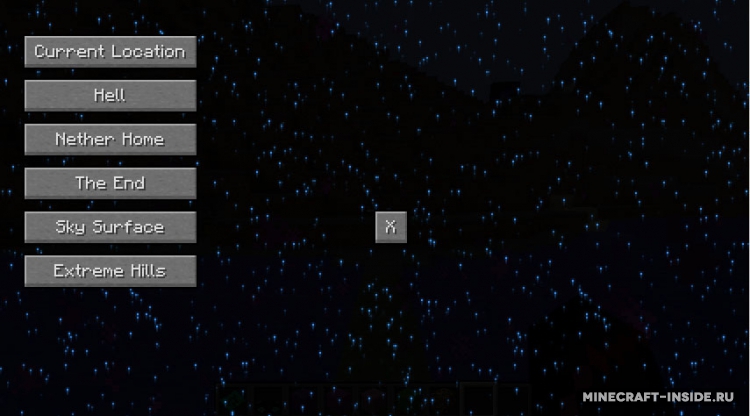 Current Location
Hell
Nether Home
The End
Sky Surface
X
Extreme Hills
MINECRAFT-INSIDE.RU